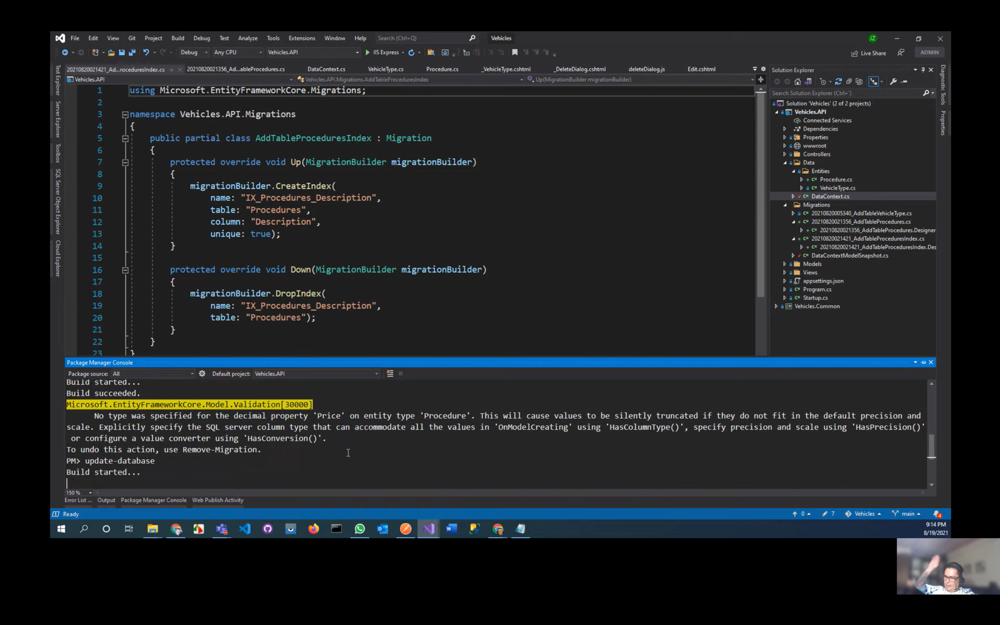 File Edit View Git Project Build Debug Test Analyze Tools Extensions Window Help Search (Ctrl+Q) Vehicles JZ
Debug Any CPU Vehicles.API IIS Express Live Share ADMIN
20210820021421_Ad...roceduresIndex.cs 20210820021356_Ad...ableProcedures.cs DataContext.cs VehicleType.cs Procedure.cs _VehicleType.cshtml _DeleteDialog.cshtml deleteDialog.js Edit.cshtml
Vehicles.API Vehicles.API.Migrations.AddTableProceduresIndex Up(MigrationBuilder migrationBuilder)
Test Explorer
Server Explorer
Toolbox
SQL Server Object Explorer
Cloud Explorer
1 using Microsoft.EntityFrameworkCore.Migrations;
2
3 namespace Vehicles.API.Migrations
4 {
5 public partial class AddTableProceduresIndex : Migration
6 {
7 protected override void Up(MigrationBuilder migrationBuilder)
8 {
9 migrationBuilder.CreateIndex(
10 name: "IX_Procedures_Description",
11 table: "Procedures",
12 column: "Description",
13 unique: true);
14 }
15
16 protected override void Down(MigrationBuilder migrationBuilder)
17 {
18 migrationBuilder.DropIndex(
19 name: "IX_Procedures_Description",
20 table: "Procedures");
21 }
22 }
23 }
Solution Explorer
Search Solution Explorer (Ctrl+¨)
Solution 'Vehicles' (2 of 2 projects)
Vehicles.API
Connected Services
Dependencies
Properties
wwwroot
Controllers
Data
Entities
Procedure.cs
VehicleType.cs
DataContext.cs
Migrations
20210820005340_AddTableVehicleType.cs
20210820021356_AddTableProcedures.cs
20210820021356_AddTableProcedures.Designer
20210820021421_AddTableProceduresIndex.cs
20210820021421_AddTableProceduresIndex.Des
DataContextModelSnapshot.cs
Models
Views
appsettings.json
Program.cs
Startup.cs
Vehicles.Common
Diagnostic Tools
Properties
Package Manager Console
Package source: All Default project: Vehicles.API
Build started...
Build succeeded.
Microsoft.EntityFrameworkCore.Model.Validation[30000]
No type was specified for the decimal property 'Price' on entity type 'Procedure'. This will cause values to be silently truncated if they do not fit in the default precision and
scale. Explicitly specify the SQL server column type that can accommodate all the values in 'OnModelCreating' using 'HasColumnType()', specify precision and scale using 'HasPrecision()'
or configure a value converter using 'HasConversion()'.
To undo this action, use Remove-Migration.
PM> update-database
Build started...
150 %
Error List ... Output Package Manager Console Web Publish Activity
Ready 0 7 Vehicles main 4
9:14 PM
8/19/2021